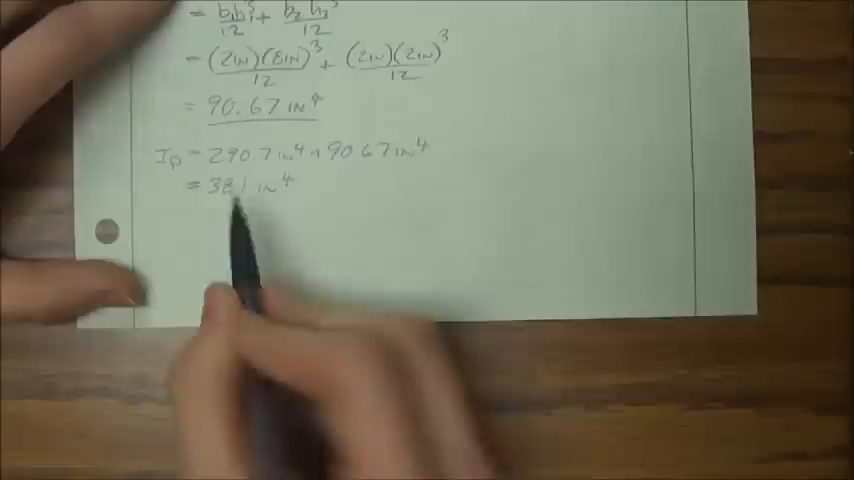 = b₁h₁³/12 + b₂h₂³/12
= (2IN)(8IN)³/12 + (2IN)(2IN)³/12
= 90.67 IN⁴
I_P = 290.7 IN⁴ + 90.67 IN⁴
= 381 IN⁴